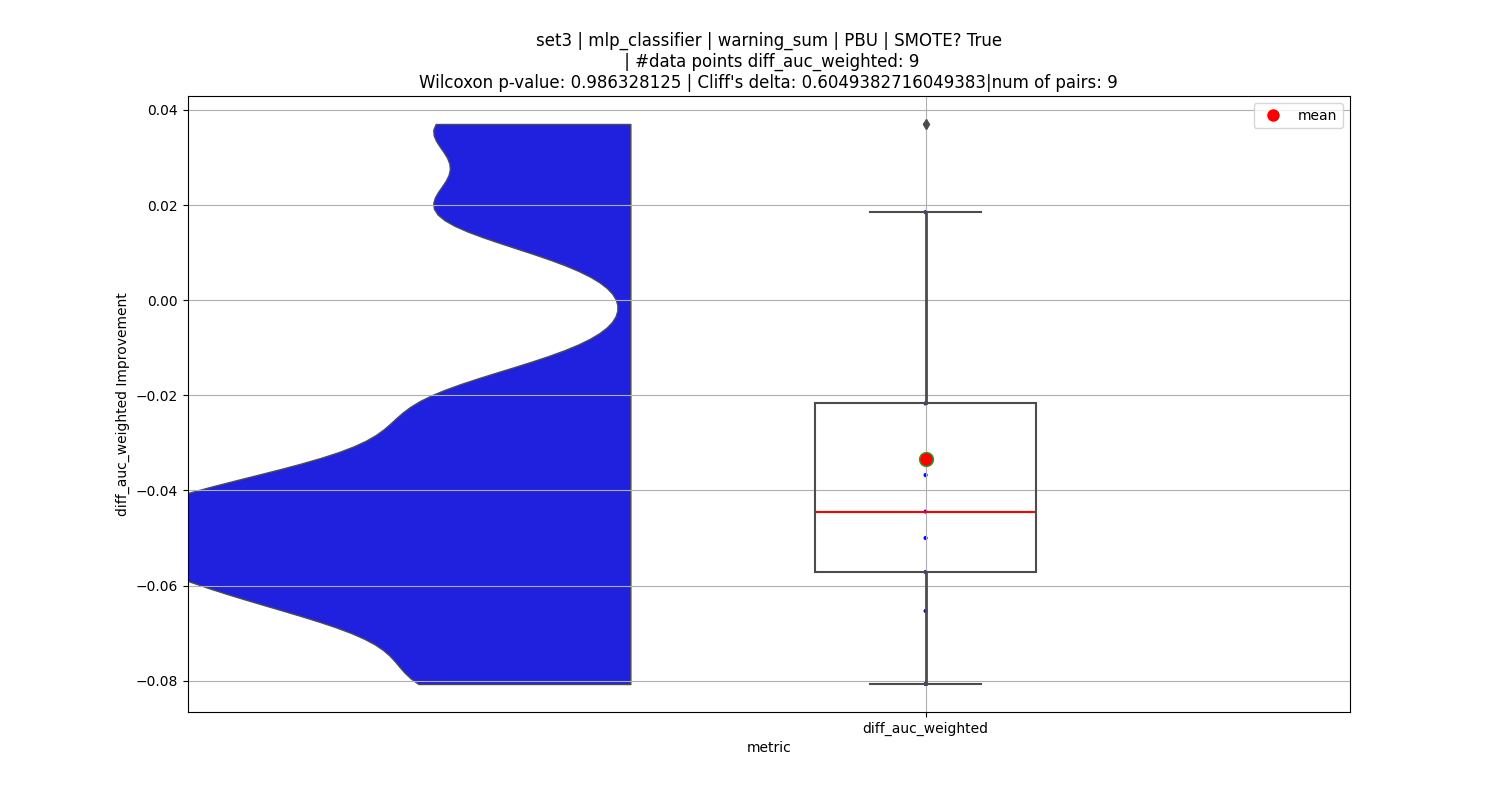 set3 | mlp_classifier | warning_sum | PBU | SMOTE? True
| #data points diff_auc_weighted: 9
Wilcoxon p-value: 0.986328125 | Cliff's delta: 0.6049382716049383|num of pairs: 9
mean
diff_auc_weighted Improvement
0.04
0.02
0.00
−0.02
−0.04
−0.06
−0.08
diff_auc_weighted
metric